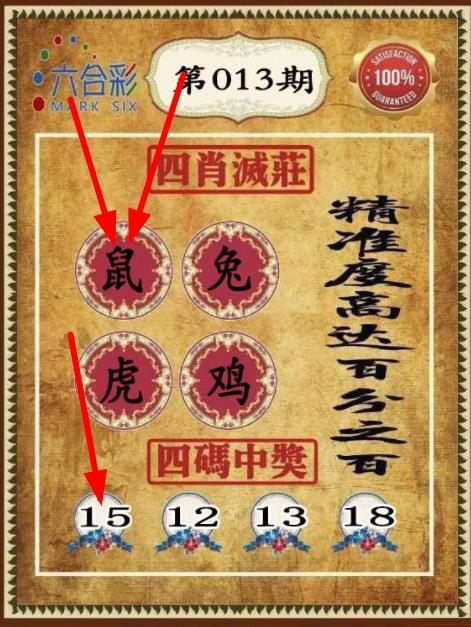 六合彩
MARK SIX
第013期
SATISFACTION
100%
GUARANTEED
四肖滅莊
鼠 兔
虎 鸡
精准度高达百分之百
四碼中獎
15 12 13 18